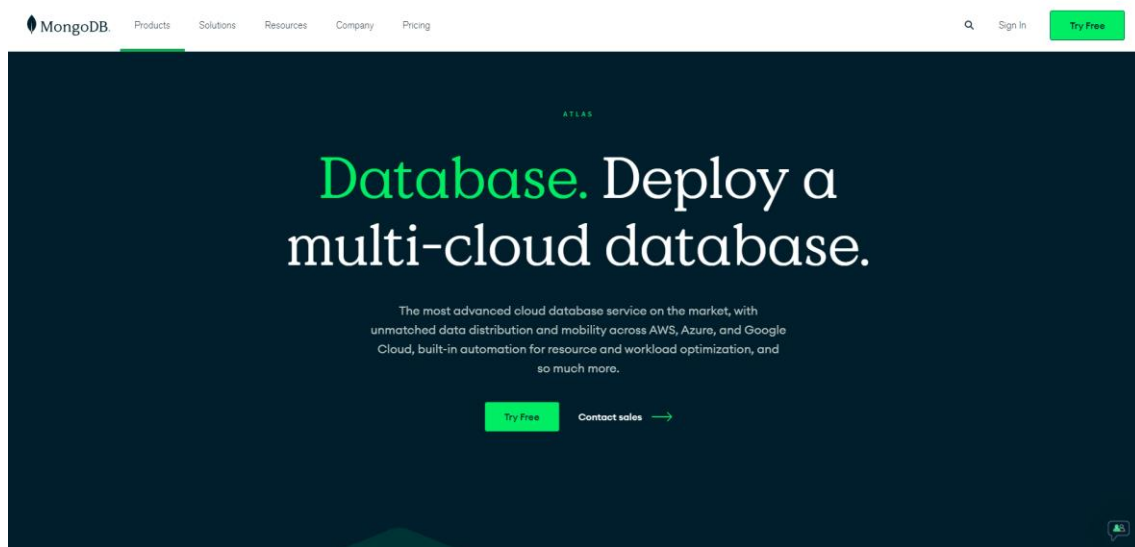 MongoDB.
Products
Solutions
Resources
Company
Pricing
Sign In
Try Free
ATLAS
Database. Deploy a
multi-cloud database.
The most advanced cloud database service on the market, with
unmatched data distribution and mobility across AWS, Azure, and Google
Cloud, built-in automation for resource and workload optimization, and
so much more.
Try Free
Contact sales